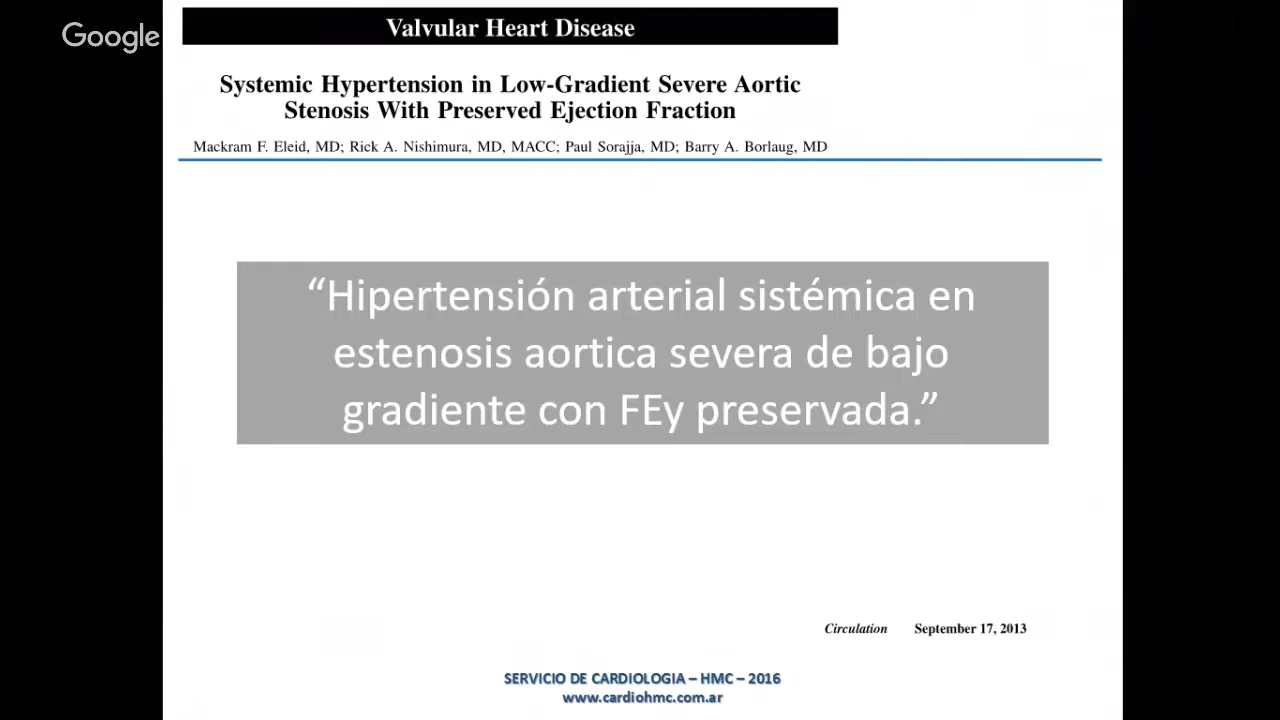 Google
Valvular Heart Disease
Systemic Hypertension in Low-Gradient Severe Aortic
Stenosis With Preserved Ejection Fraction
Mackram F. Eleid, MD; Rick A. Nishimura, MD, MACC; Paul Sorajja, MD; Barry A. Borlaug, MD
“Hipertensión arterial sistémica en
estenosis aortica severa de bajo
gradiente con FEy preservada.”
Circulation September 17, 2013
SERVICIO DE CARDIOLOGIA – HMC – 2016
www.cardiohmc.com.ar